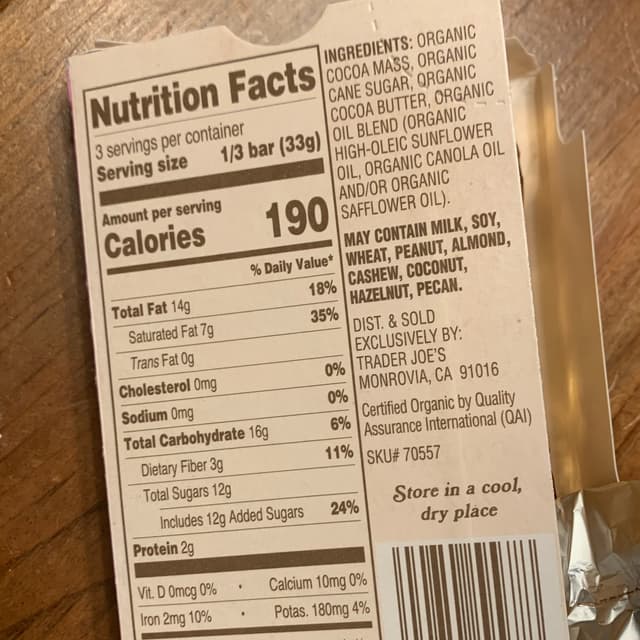 Nutrition Facts
3 servings per container
Serving size 1/3 bar (33g)
Amount per serving
Calories 190
% Daily Value*
Total Fat 14g 18%
Saturated Fat 7g 35%
Trans Fat 0g
Cholesterol 0mg 0%
Sodium 0mg 0%
Total Carbohydrate 16g 6%
Dietary Fiber 3g 11%
Total Sugars 12g
Includes 12g Added Sugars 24%
Protein 2g
Vit. D 0mcg 0% • Calcium 10mg 0%
Iron 2mg 10% • Potas. 180mg 4%
INGREDIENTS: ORGANIC
COCOA MASS, ORGANIC
CANE SUGAR, ORGANIC
COCOA BUTTER, ORGANIC
OIL BLEND (ORGANIC
HIGH-OLEIC SUNFLOWER
OIL, ORGANIC CANOLA OIL
AND/OR ORGANIC
SAFFLOWER OIL).
MAY CONTAIN MILK, SOY,
WHEAT, PEANUT, ALMOND,
CASHEW, COCONUT,
HAZELNUT, PECAN.
DIST. & SOLD
EXCLUSIVELY BY:
TRADER JOE'S
MONROVIA, CA 91016
Certified Organic by Quality
Assurance International (QAI)
SKU# 70557
Store in a cool,
dry place